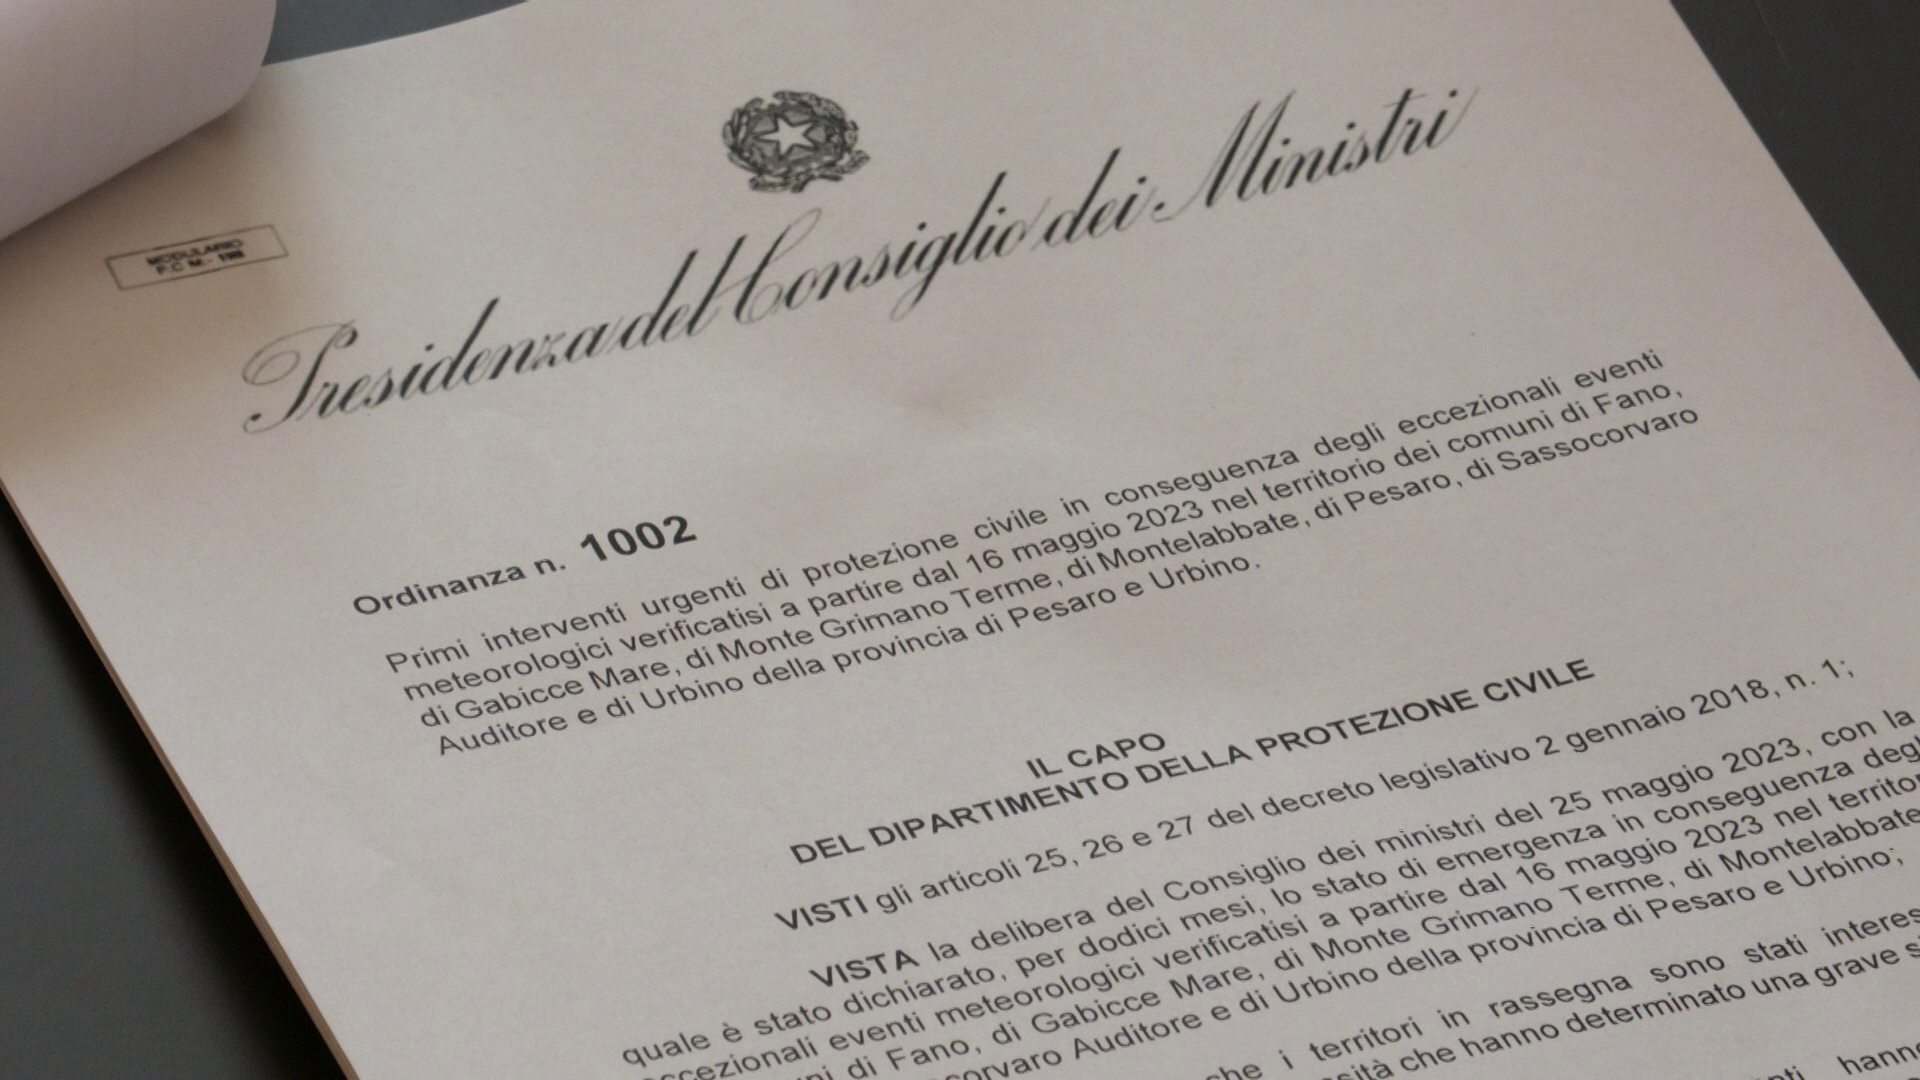 MODULARIO
P.C.M.- 198
Presidenza del Consiglio dei Ministri
Ordinanza n. 1002
Primi interventi urgenti di protezione civile in conseguenza degli eccezionali eventi
meteorologici verificatisi a partire dal 16 maggio 2023 nel territorio dei comuni di Fano,
di Gabicce Mare, di Monte Grimano Terme, di Montelabbate, di Pesaro, di Sassocorvaro
Auditore e di Urbino della provincia di Pesaro e Urbino.
IL CAPO
DEL DIPARTIMENTO DELLA PROTEZIONE CIVILE
VISTI gli articoli 25, 26 e 27 del decreto legislativo 2 gennaio 2018, n. 1;
VISTA la delibera del Consiglio dei ministri del 25 maggio 2023, con la
quale è stato dichiarato, per dodici mesi, lo stato di emergenza in conseguenza degl
eccezionali eventi meteorologici verificatisi a partire dal 16 maggio 2023 nel territor
di Fano, di Gabicce Mare, di Monte Grimano Terme, di Montelabbate
Auditore e di Urbino della provincia di Pesaro e Urbino;
che i territori in rassegna sono stati interes
che hanno determinato una grave s
hanno